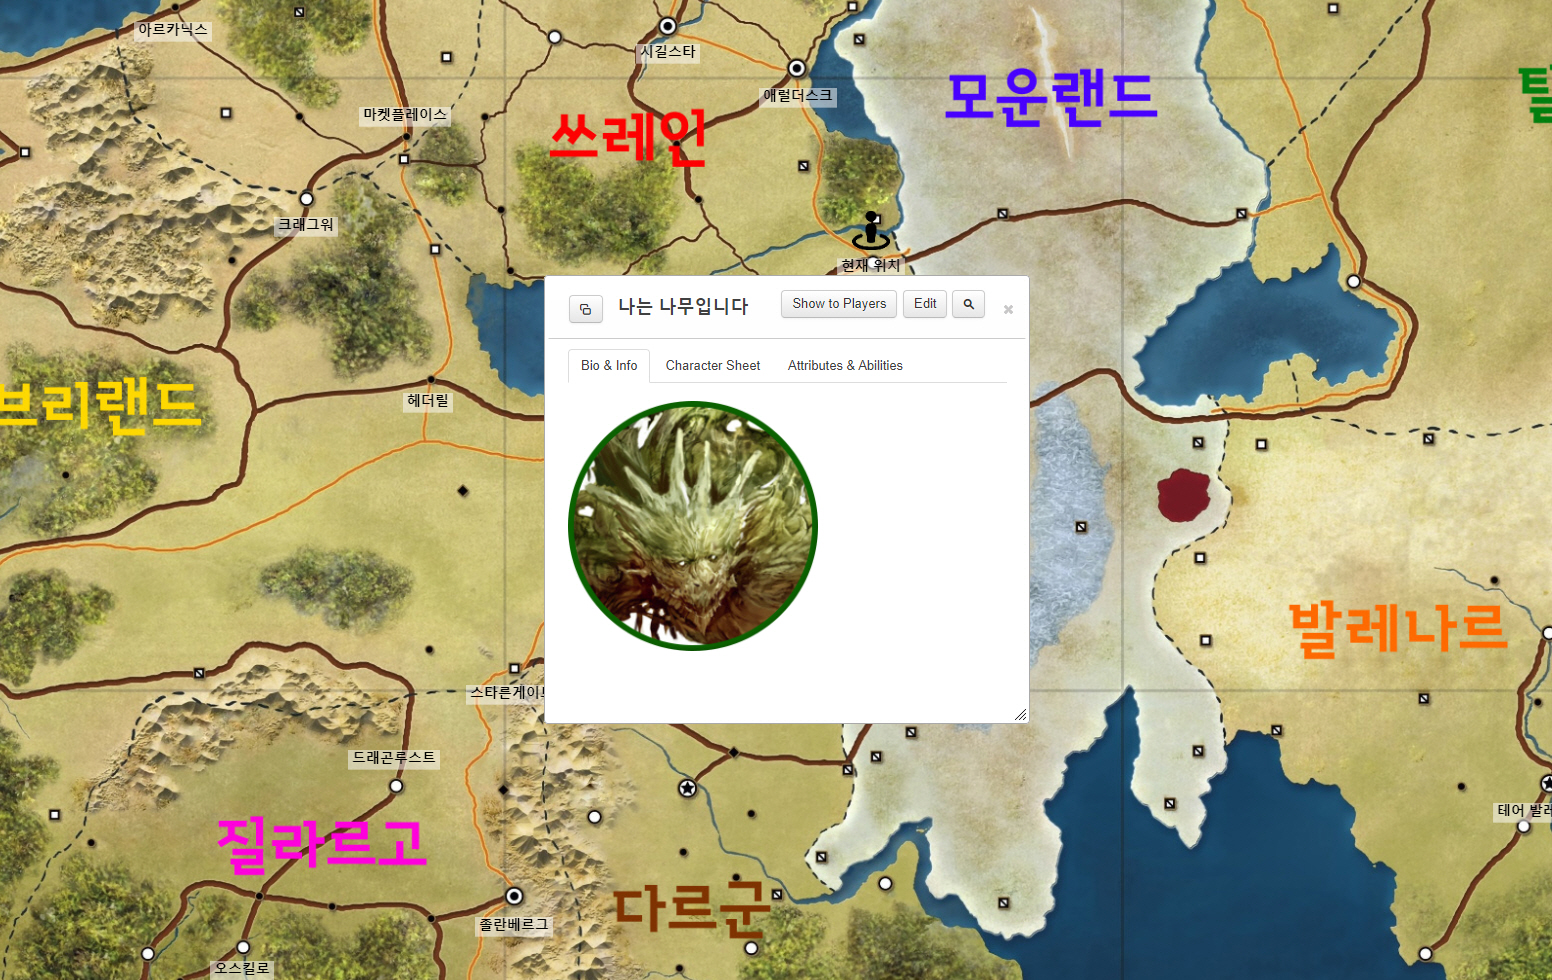 아르카닉스
시길스타
애럴더스크
마켓플레이스
쓰레인
모운랜드
크래그워
현재 위치
나는 나무입니다
Show to Players
Edit
Bio & Info
Character Sheet
Attributes & Abilities
브리랜드
헤더릴
발레나르
스타른게이트
드래곤루스트
질라르고
테어 발레
다르군
졸란베르그
오스킬로